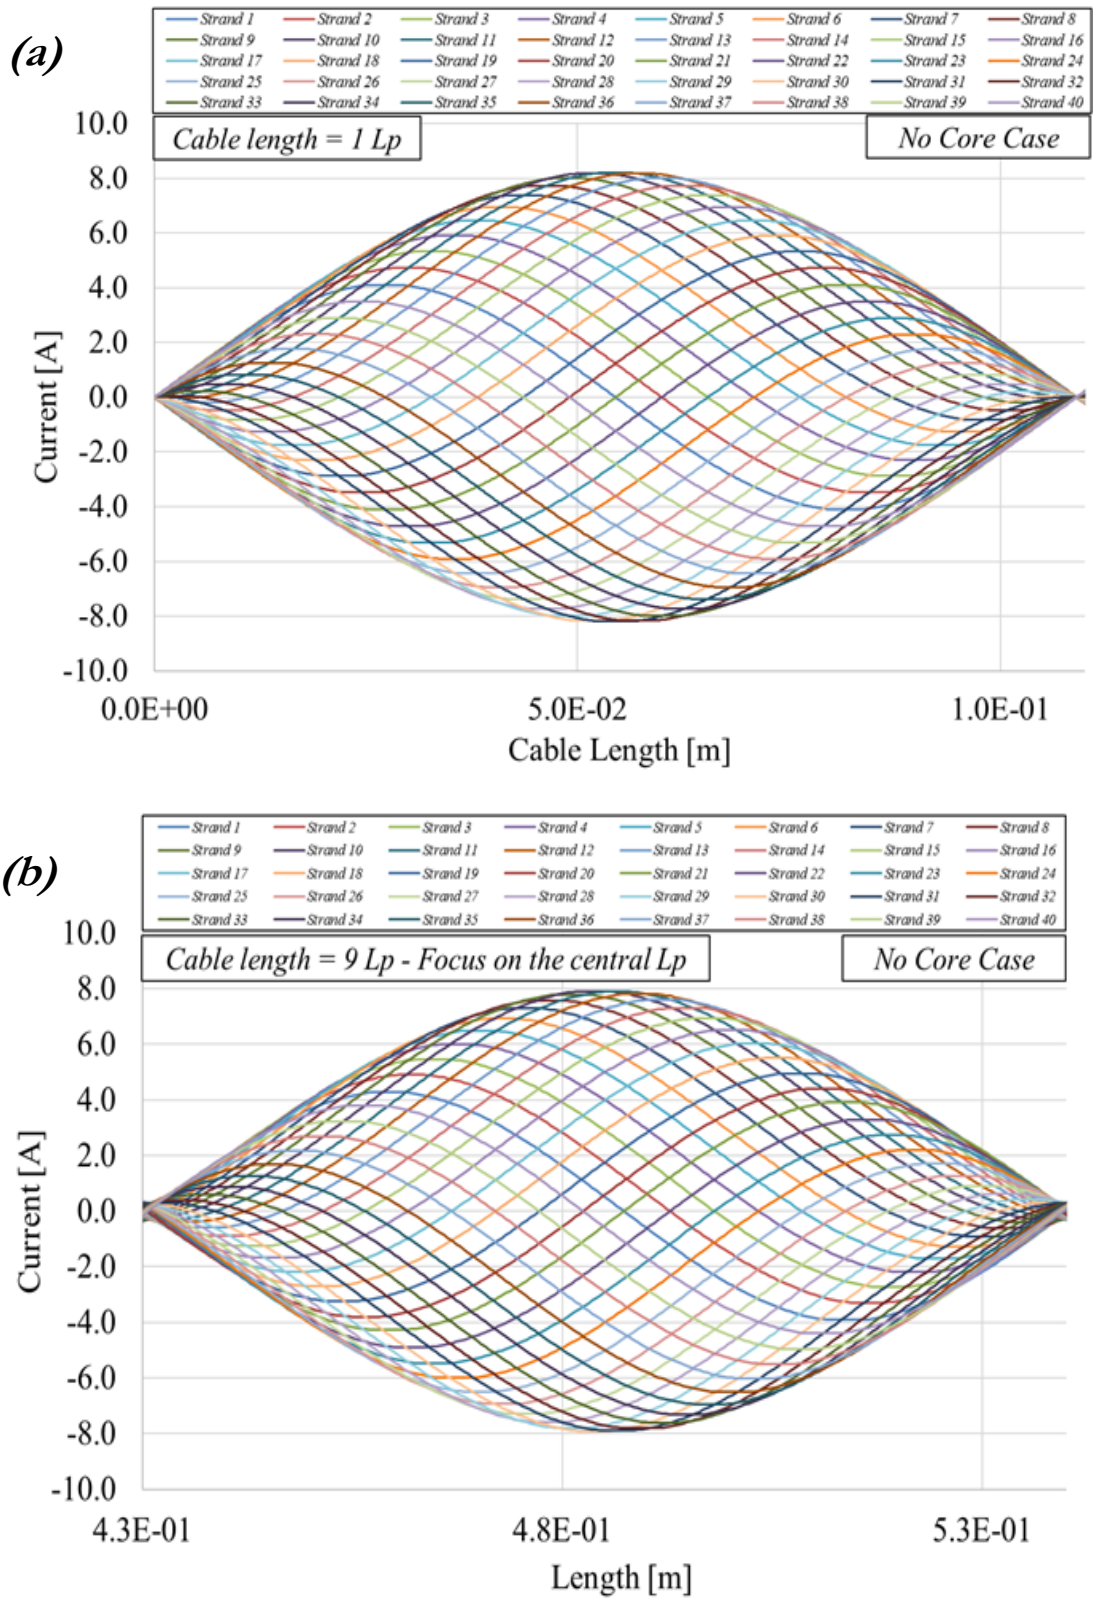 (a)
Strand 1 Strand 2 Strand 3 Strand 4 Strand 5 Strand 6 Strand 7 Strand 8
Strand 9 Strand 10 Strand 11 Strand 12 Strand 13 Strand 14 Strand 15 Strand 16
Strand 17 Strand 18 Strand 19 Strand 20 Strand 21 Strand 22 Strand 23 Strand 24
Strand 25 Strand 26 Strand 27 Strand 28 Strand 29 Strand 30 Strand 31 Strand 32
Strand 33 Strand 34 Strand 35 Strand 36 Strand 37 Strand 38 Strand 39 Strand 40
Cable length = 1 Lp
No Core Case
10.0
8.0
6.0
4.0
2.0
0.0
-2.0
-4.0
-6.0
-8.0
-10.0
Current [A]
0.0E+00 5.0E-02 1.0E-01
Cable Length [m]
(b)
Strand 1 Strand 2 Strand 3 Strand 4 Strand 5 Strand 6 Strand 7 Strand 8
Strand 9 Strand 10 Strand 11 Strand 12 Strand 13 Strand 14 Strand 15 Strand 16
Strand 17 Strand 18 Strand 19 Strand 20 Strand 21 Strand 22 Strand 23 Strand 24
Strand 25 Strand 26 Strand 27 Strand 28 Strand 29 Strand 30 Strand 31 Strand 32
Strand 33 Strand 34 Strand 35 Strand 36 Strand 37 Strand 38 Strand 39 Strand 40
Cable length = 9 Lp - Focus on the central Lp
No Core Case
10.0
8.0
6.0
4.0
2.0
0.0
-2.0
-4.0
-6.0
-8.0
-10.0
Current [A]
4.3E-01 4.8E-01 5.3E-01
Length [m]